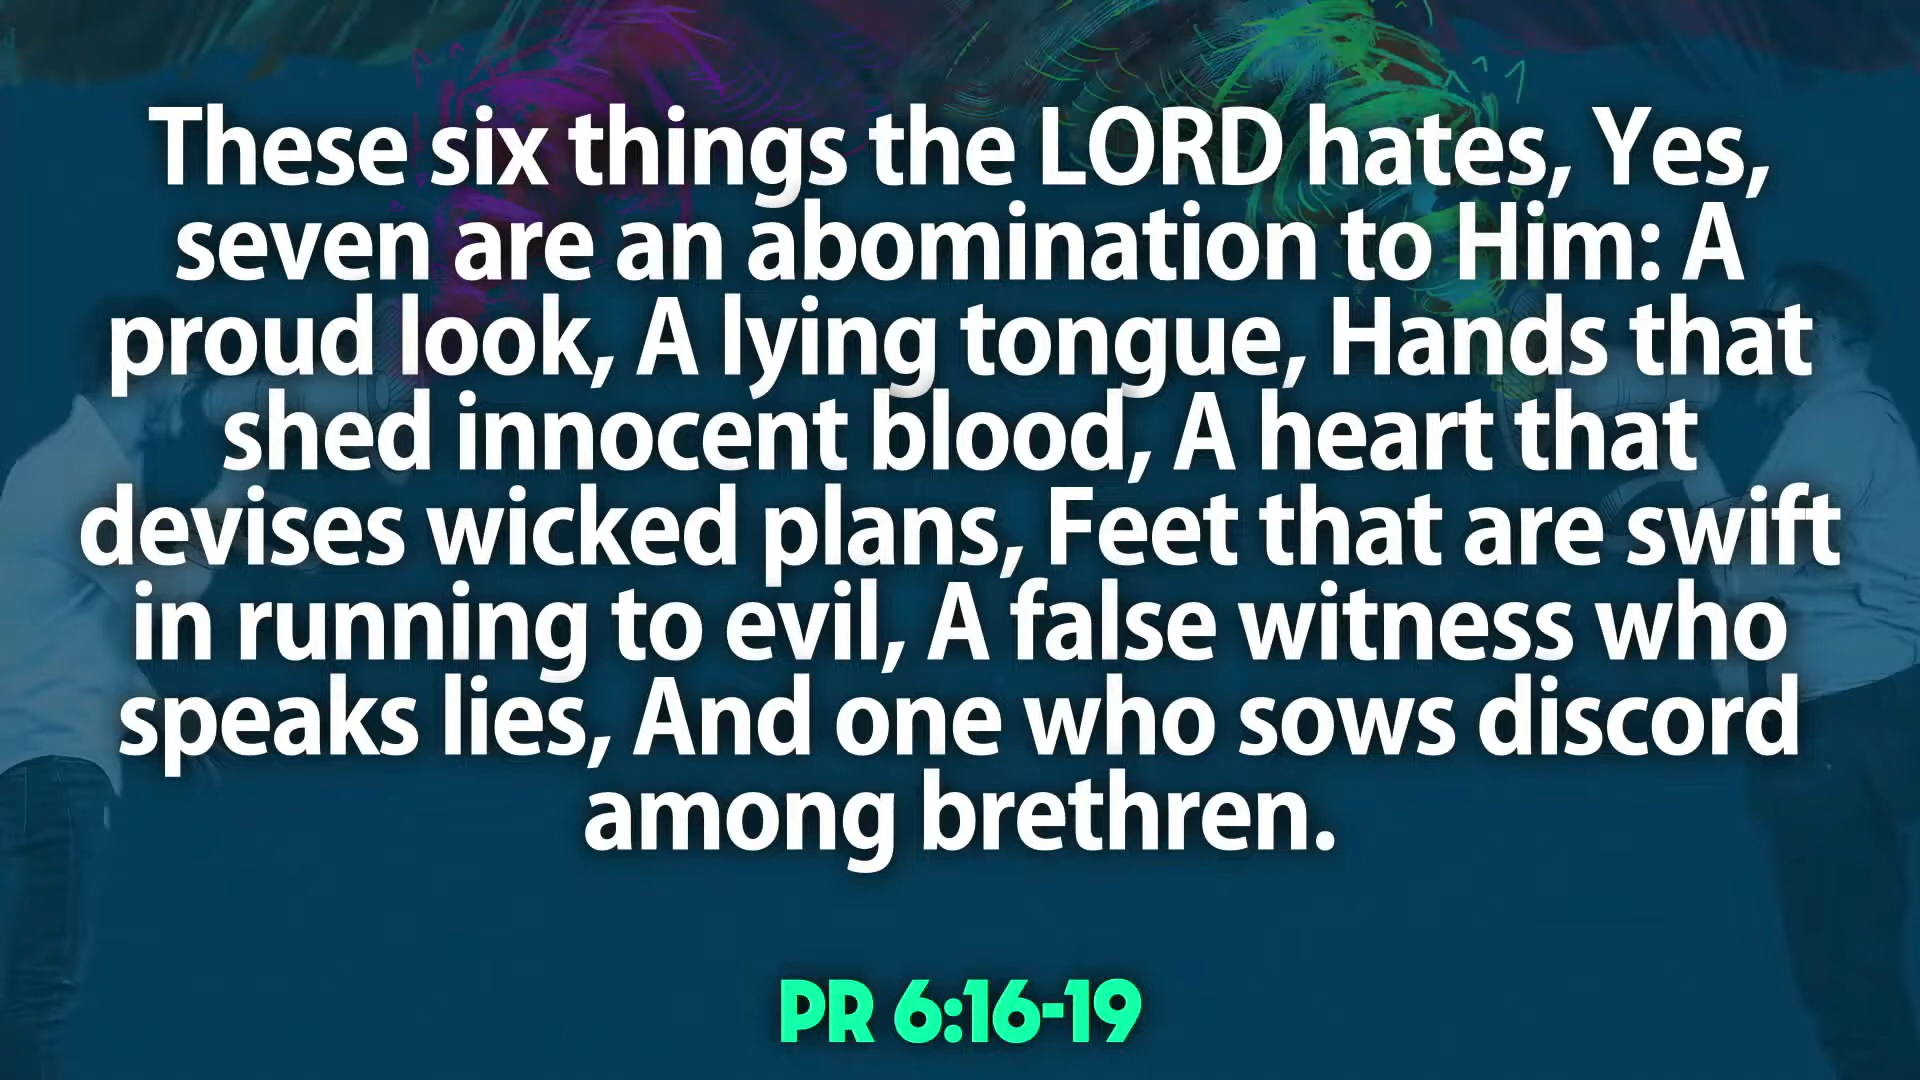 These six things the LORD hates, Yes,
seven are an abomination to Him: A
proud look, A lying tongue, Hands that
shed innocent blood, A heart that
devises wicked plans, Feet that are swift
in running to evil, A false witness who
speaks lies, And one who sows discord
among brethren.
PR 6:16-19